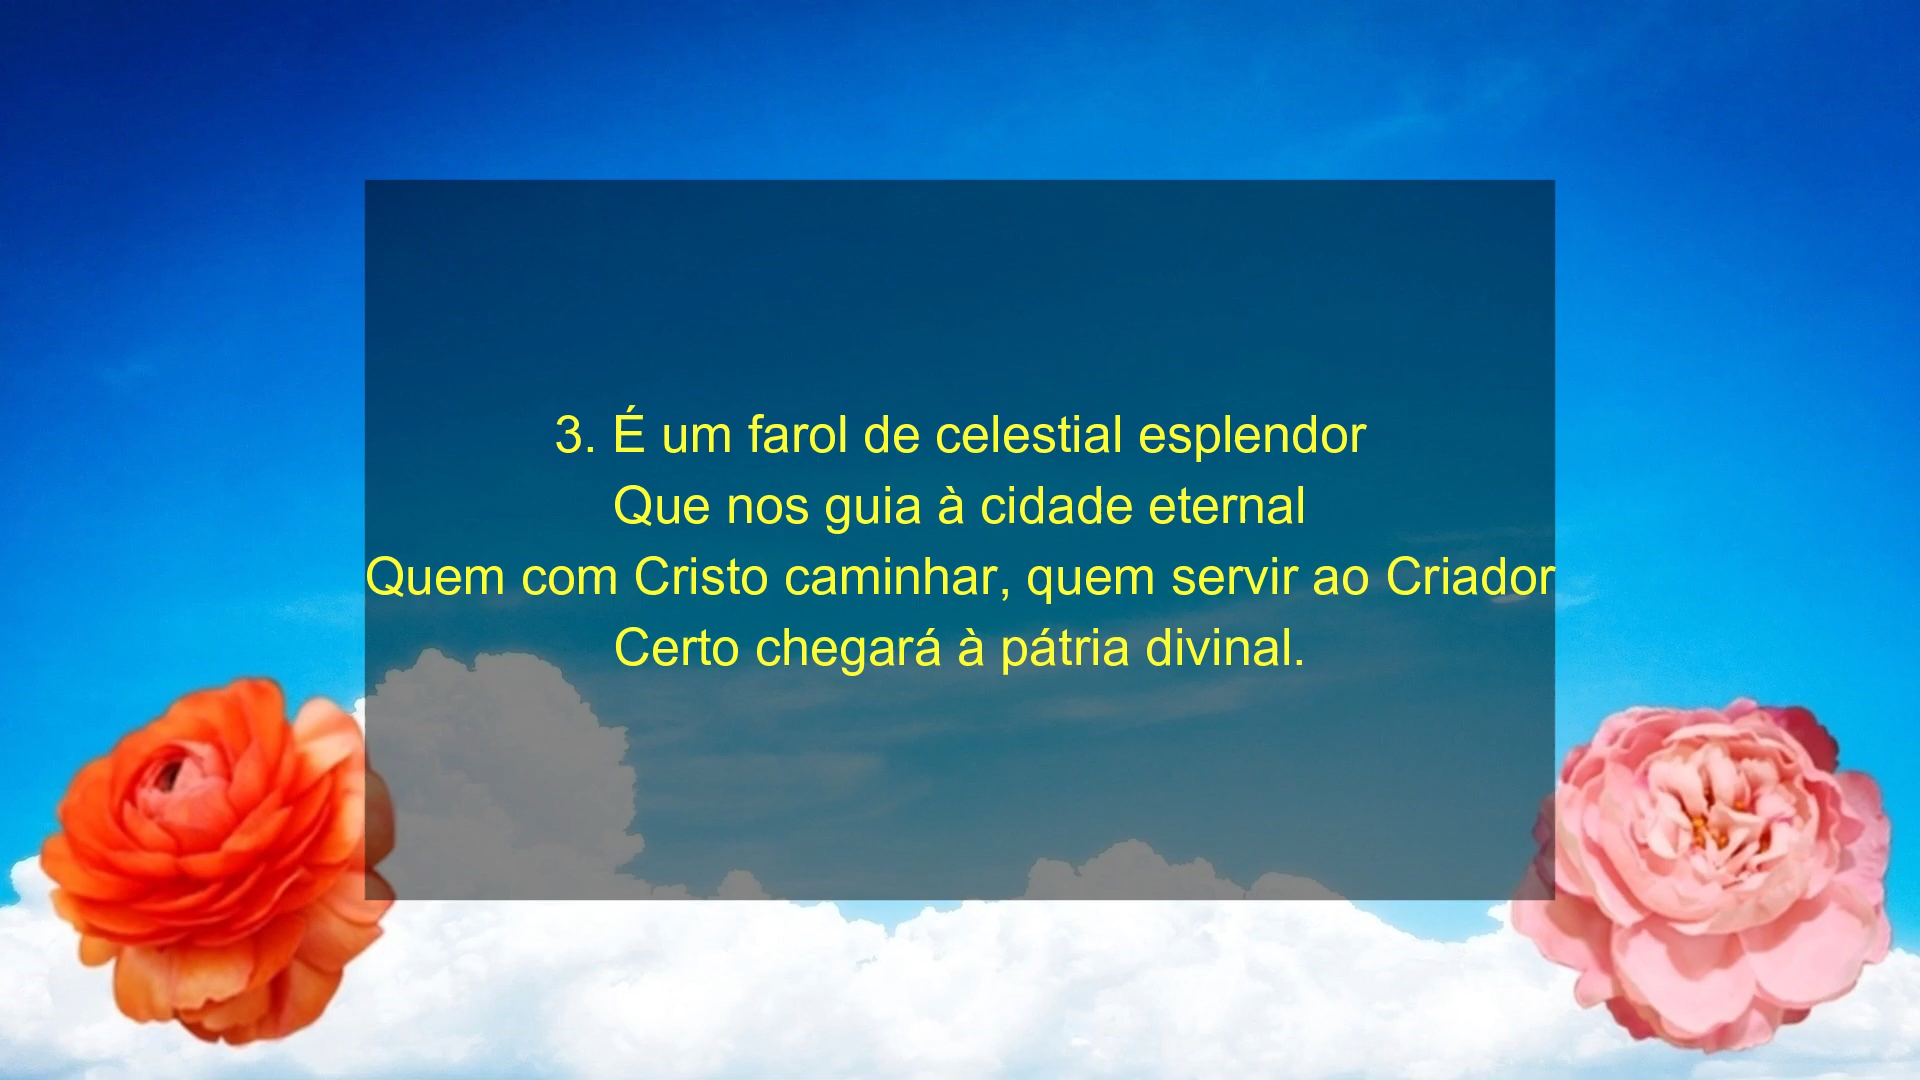 3. É um farol de celestial esplendor
Que nos guia à cidade eternal
Quem com Cristo caminhar, quem servir ao Criador
Certo chegará à pátria divinal.